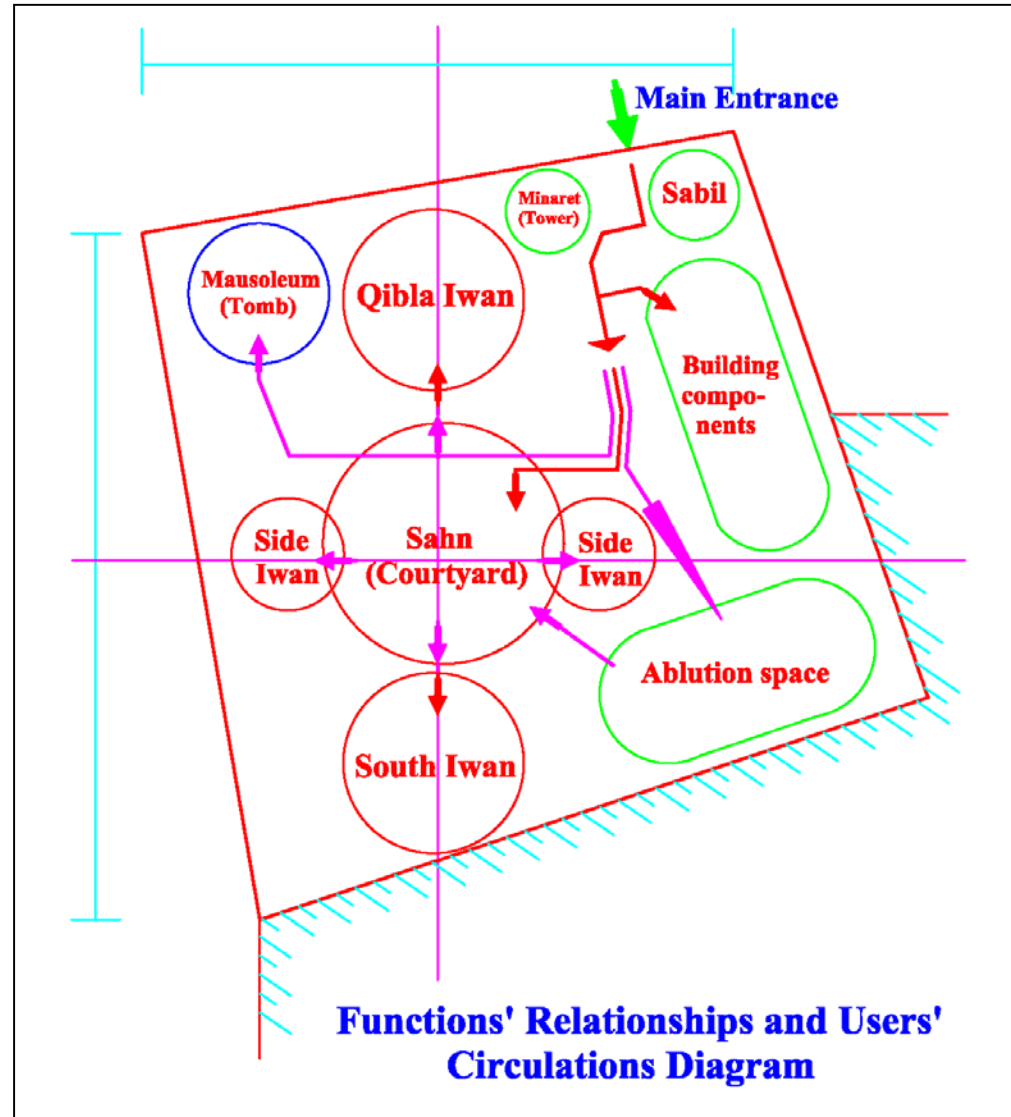 Main Entrance
Minaret
(Tower)
Sabil
Mausoleum
(Tomb)
Qibla Iwan
Building
compo-
nents
Side
Iwan
Sahn
(Courtyard)
Side
Iwan
Ablution space
South Iwan
Functions' Relationships and Users'
Circulations Diagram